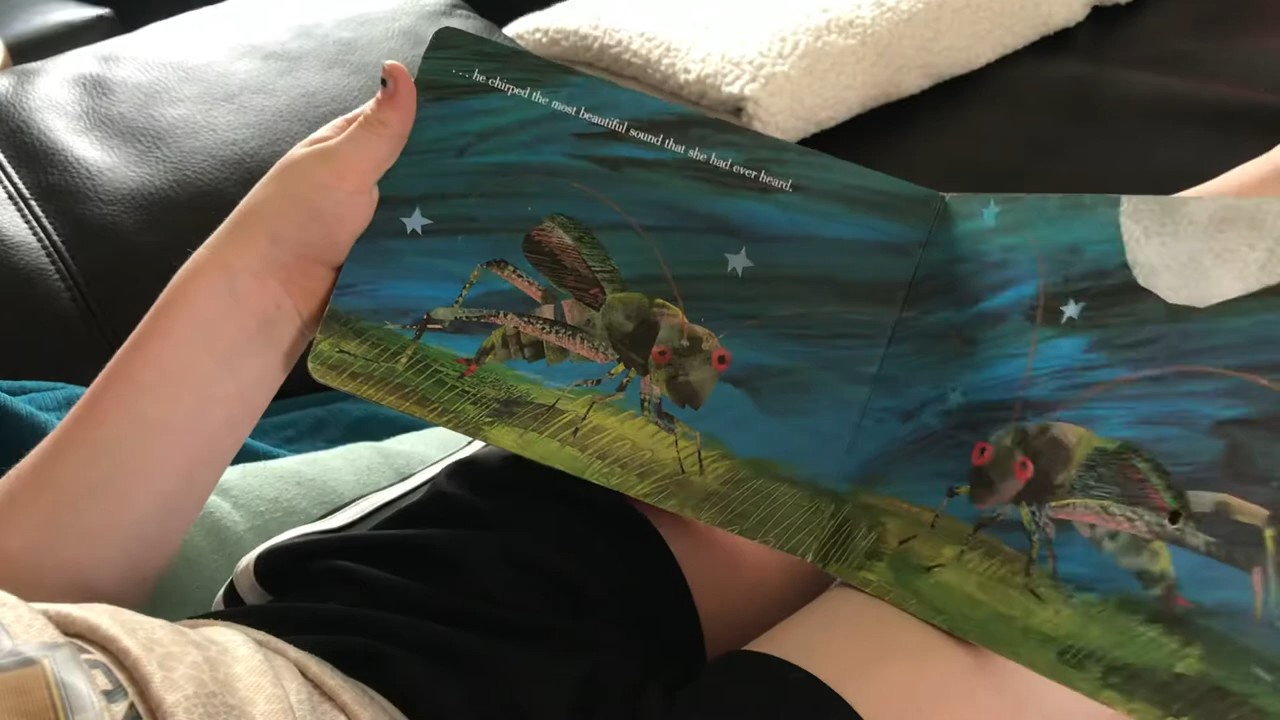 . . . he chirped the most beautiful sound that she had ever heard.